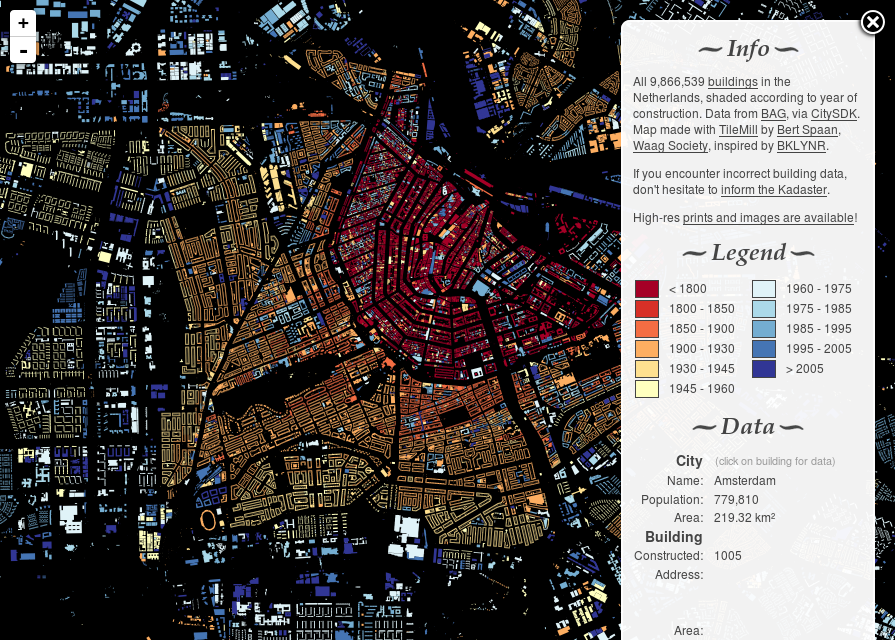 +
-
Info
All 9,866,539 buildings in the
Netherlands, shaded according to year of
construction. Data from BAG, via CitySDK.
Map made with TileMill by Bert Spaan,
Waag Society, inspired by BKLYNR.
If you encounter incorrect building data,
don't hesitate to inform the Kadaster.
High-res prints and images are available!
Legend
< 1800
1800 - 1850
1850 - 1900
1900 - 1930
1930 - 1945
1945 - 1960
1960 - 1975
1975 - 1985
1985 - 1995
1995 - 2005
> 2005
Data
City (click on building for data)
Name: Amsterdam
Population: 779,810
Area: 219.32 km²
Building
Constructed: 1005
Address:
Area: